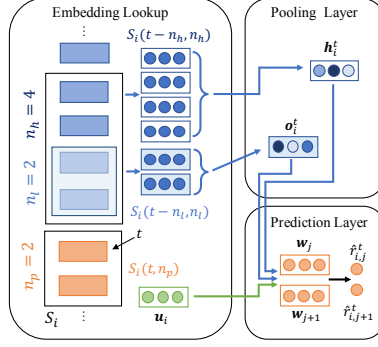 Embedding Lookup
Pooling Layer
⋮
S_i(t − n_h, n_h)
h_i^t
n_h = 4
o_i^t
n_l = 2
S_i(t − n_l, n_l)
Prediction Layer
t
n_p = 2
S_i(t, n_p)
w_j
r̂_{i,j}^t
S_i
u_i
w_{j+1}
r̂_{i,j+1}^t
⋮